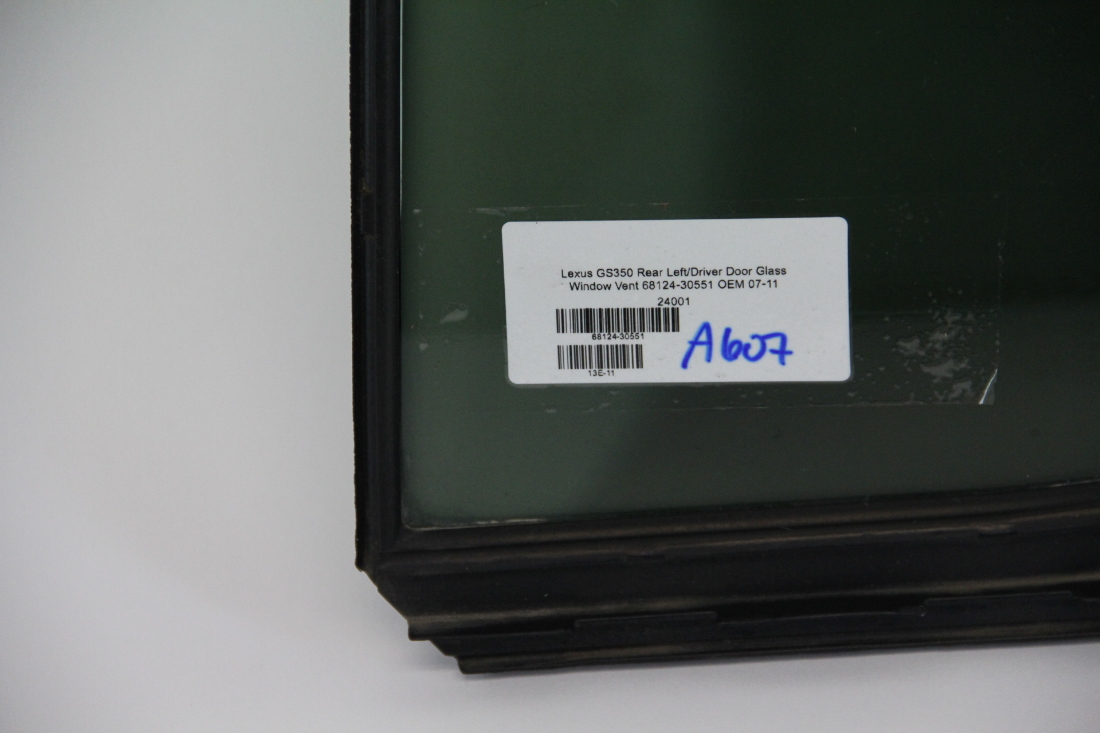 Lexus GS350 Rear Left/Driver Door Glass
Window Vent 68124-30551 OEM 07-11
24001
68124-30551
13E-11
A607